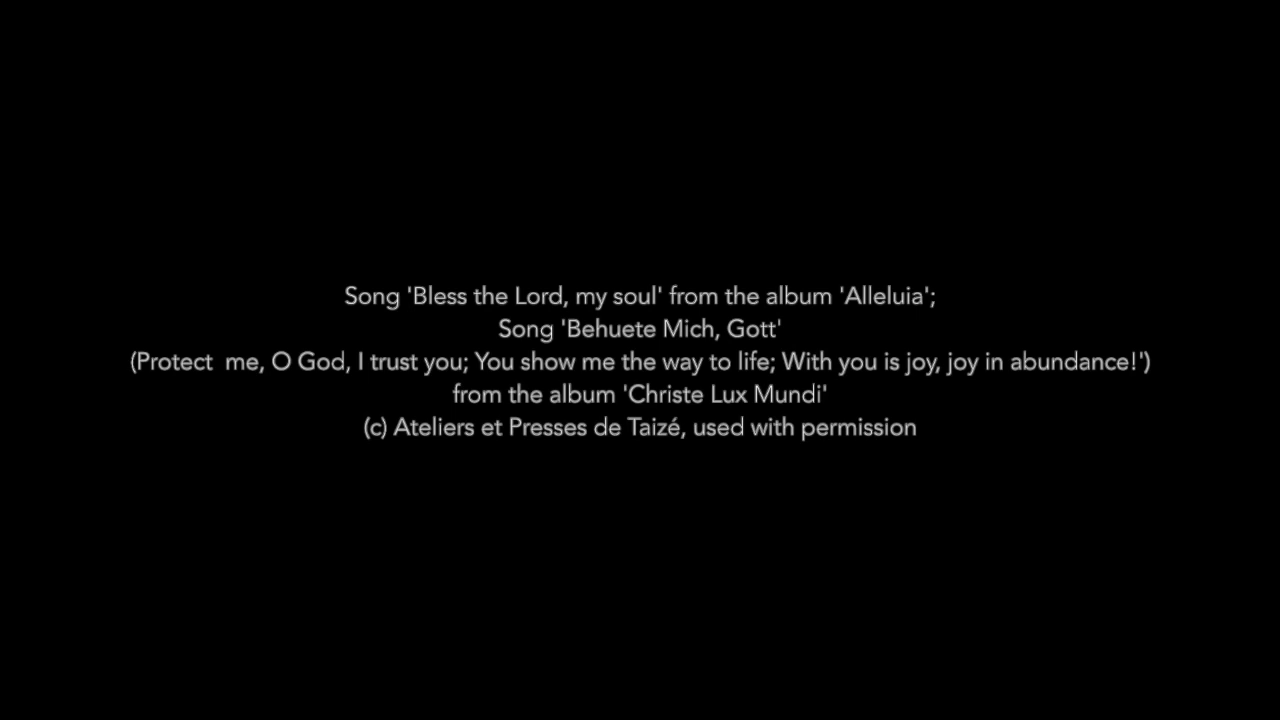 Song 'Bless the Lord, my soul' from the album 'Alleluia';
Song 'Behuete Mich, Gott'
(Protect  me, O God, I trust you; You show me the way to life; With you is joy, joy in abundance!')
from the album 'Christe Lux Mundi'
(c) Ateliers et Presses de Taizé, used with permission